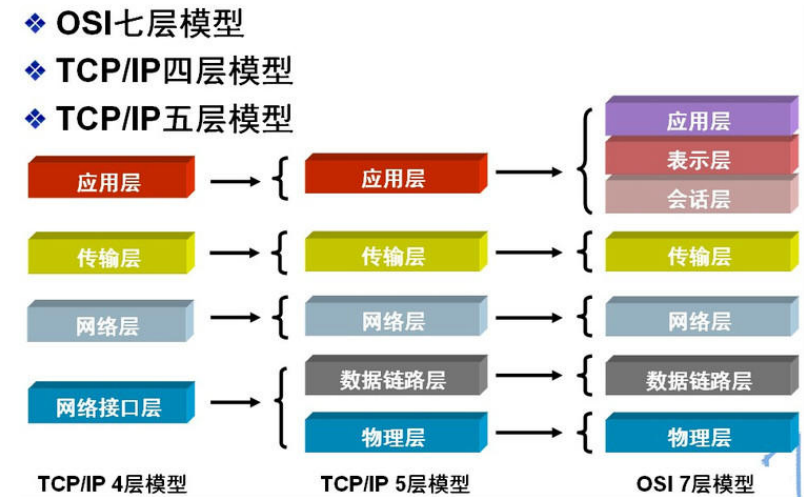 OSI七层模型
TCP/IP四层模型
TCP/IP五层模型
应用层
表示层
会话层
应用层
应用层
传输层
传输层
传输层
网络层
网络层
网络层
数据链路层
数据链路层
网络接口层
物理层
物理层
TCP/IP 4层模型
TCP/IP 5层模型
OSI 7层模型